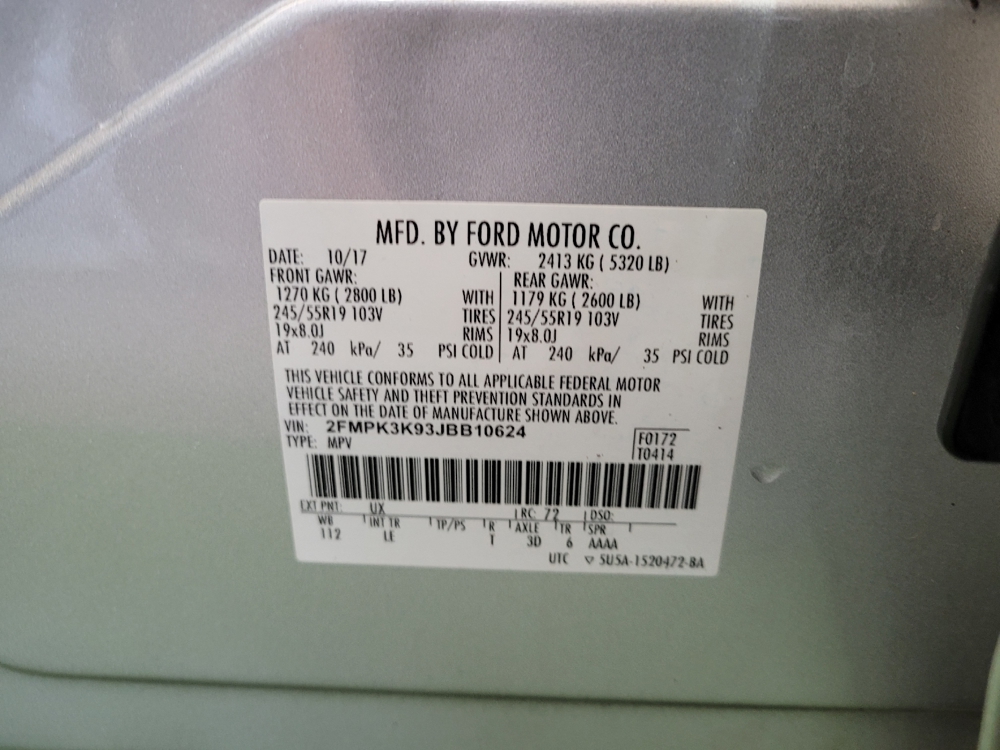 MFD. BY FORD MOTOR CO.
DATE: 10/17 GVWR: 2413 KG ( 5320 LB)
FRONT GAWR: REAR GAWR:
1270 KG ( 2800 LB) WITH 1179 KG ( 2600 LB) WITH
245/55R19 103V TIRES 245/55R19 103V TIRES
19x8.0J RIMS 19x8.0J RIMS
AT 240 kPa/ 35 PSI COLD AT 240 kPa/ 35 PSI COLD
THIS VEHICLE CONFORMS TO ALL APPLICABLE FEDERAL MOTOR
VEHICLE SAFETY AND THEFT PREVENTION STANDARDS IN
EFFECT ON THE DATE OF MANUFACTURE SHOWN ABOVE.
VIN: 2FMPK3K93JBB10624 F0172
TYPE: MPV T0414
EXT PNT: UX RC: 72 DSO:
WB INT TR TP/PS R AXLE TR SPR
112 LE T 3D 6 AAAA
UTC ▽ SU5A-1520472-BA